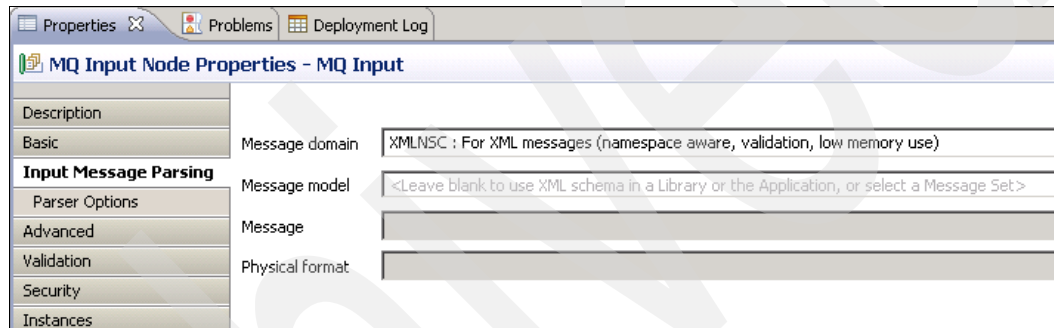 Properties Problems Deployment Log
MQ Input Node Properties - MQ Input
Description
Basic
Message domain XMLNSC : For XML messages (namespace aware, validation, low memory use)
Input Message Parsing
Message model <Leave blank to use XML schema in a Library or the Application, or select a Message Set>
Parser Options
Advanced
Message
Validation
Physical format
Security
Instances